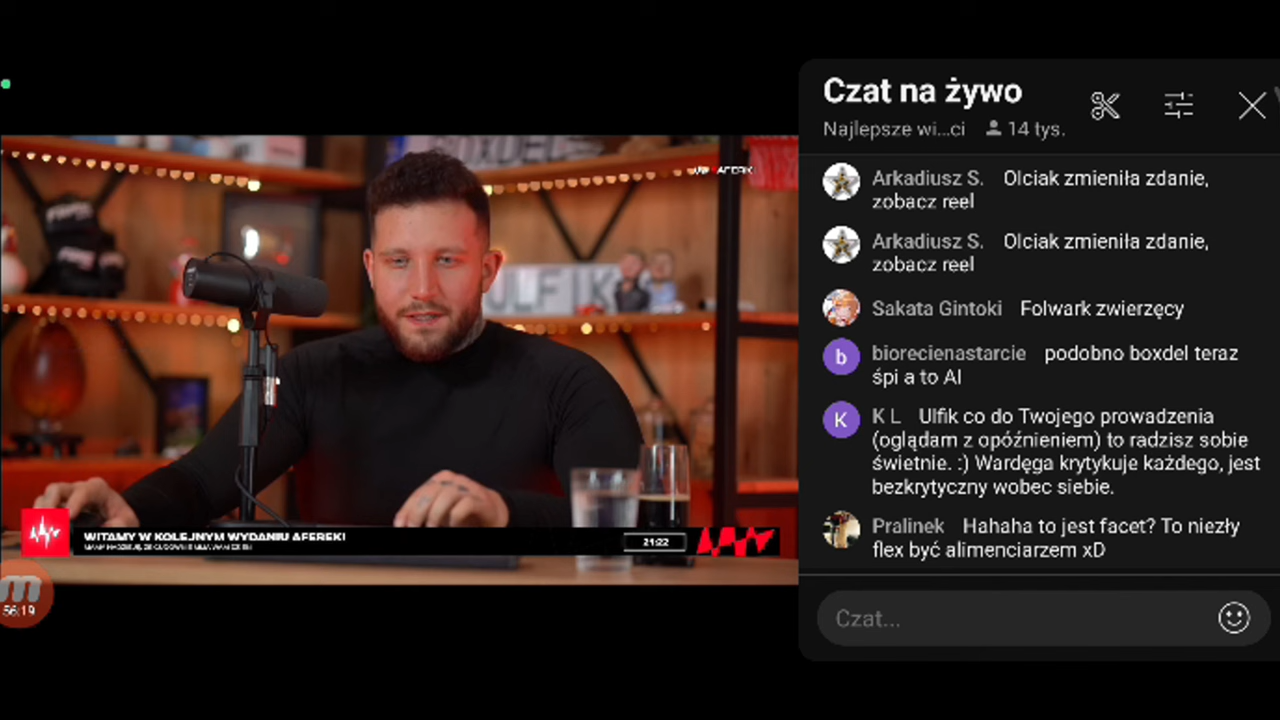 Czat na żywo
Najlepsze wi...ci 14 tys.
Arkadiusz S. Olciak zmieniła zdanie,
zobacz reel
Arkadiusz S. Olciak zmieniła zdanie,
zobacz reel
Sakata Gintoki Folwark zwierzęcy
b biorecienastarcie podobno boxdel teraz
śpi a to AI
K K L Ulfik co do Twojego prowadzenia
(oglądam z opóźnieniem) to radzisz sobie
świetnie. :) Wardęga krytykuje każdego, jest
bezkrytyczny wobec siebie.
Pralinek Hahaha to jest facet? To niezły
flex być alimenciarzem xD
Czat...
BOXDEL
ULFIK
WITAMY W KOLEJNYM WYDANIU AFEREK!
21:22
m
56:19